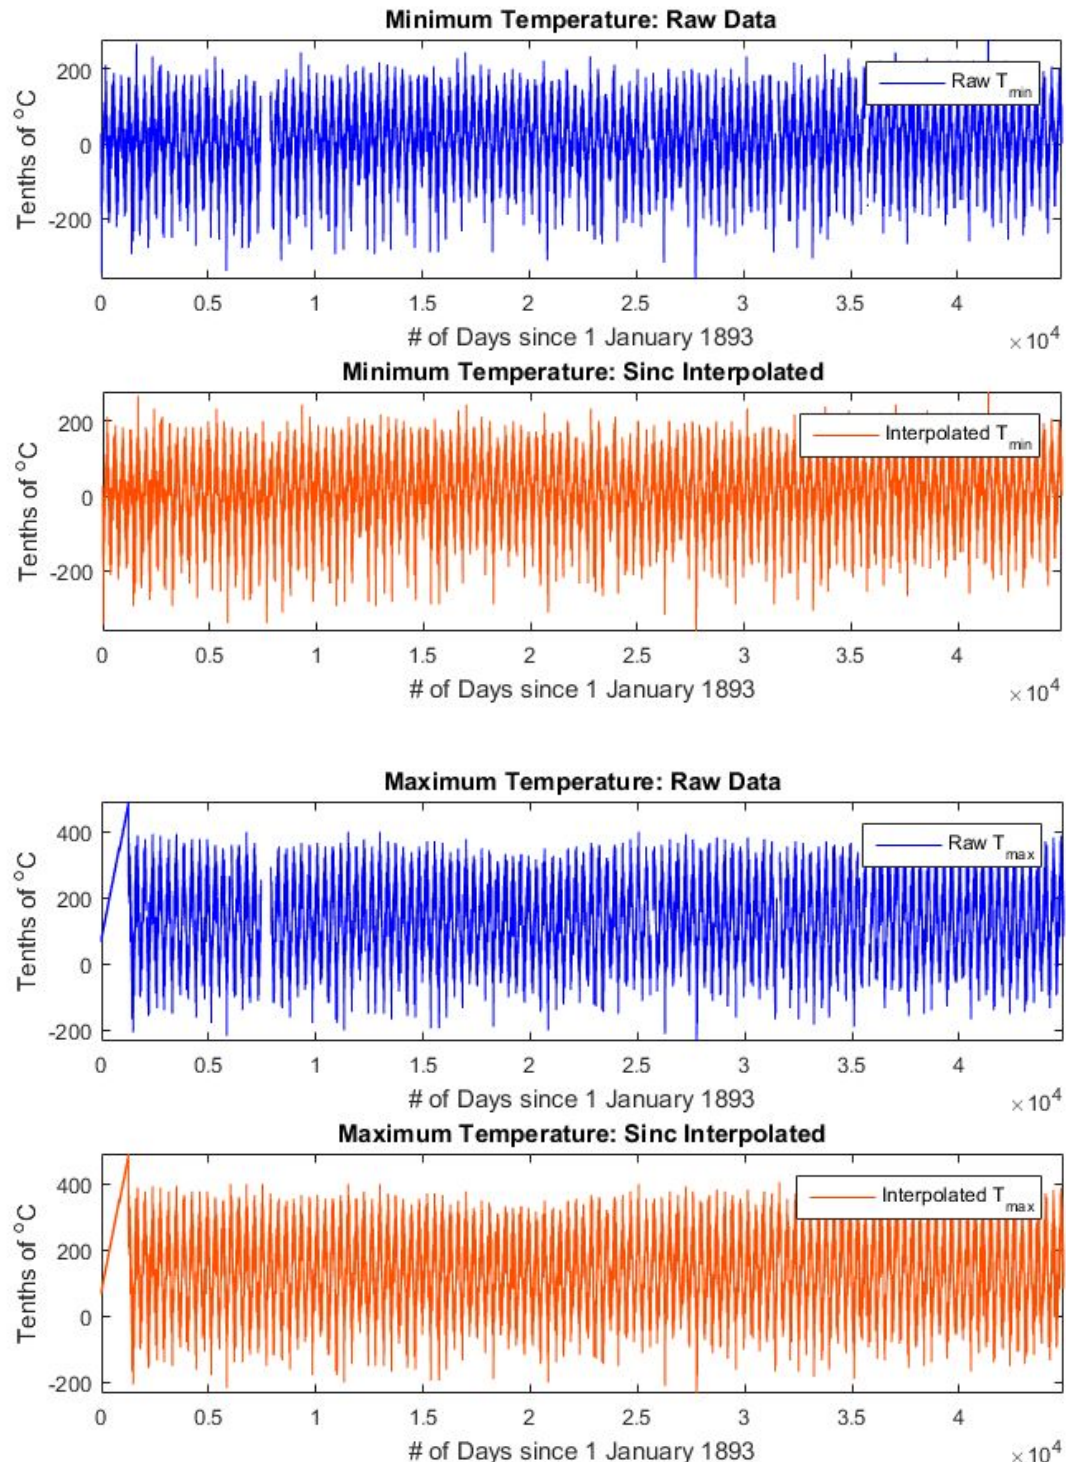 Minimum Temperature: Raw Data
200
0
-200
Tenths of °C
Raw Tmin
0 0.5 1 1.5 2 2.5 3 3.5 4
# of Days since 1 January 1893
×10⁴
Minimum Temperature: Sinc Interpolated
200
0
-200
Tenths of °C
Interpolated Tmin
0 0.5 1 1.5 2 2.5 3 3.5 4
# of Days since 1 January 1893
×10⁴
Maximum Temperature: Raw Data
400
200
0
-200
Tenths of °C
Raw Tmax
0 0.5 1 1.5 2 2.5 3 3.5 4
# of Days since 1 January 1893
×10⁴
Maximum Temperature: Sinc Interpolated
400
200
0
-200
Tenths of °C
Interpolated Tmax
0 0.5 1 1.5 2 2.5 3 3.5 4
# of Days since 1 January 1893
×10⁴